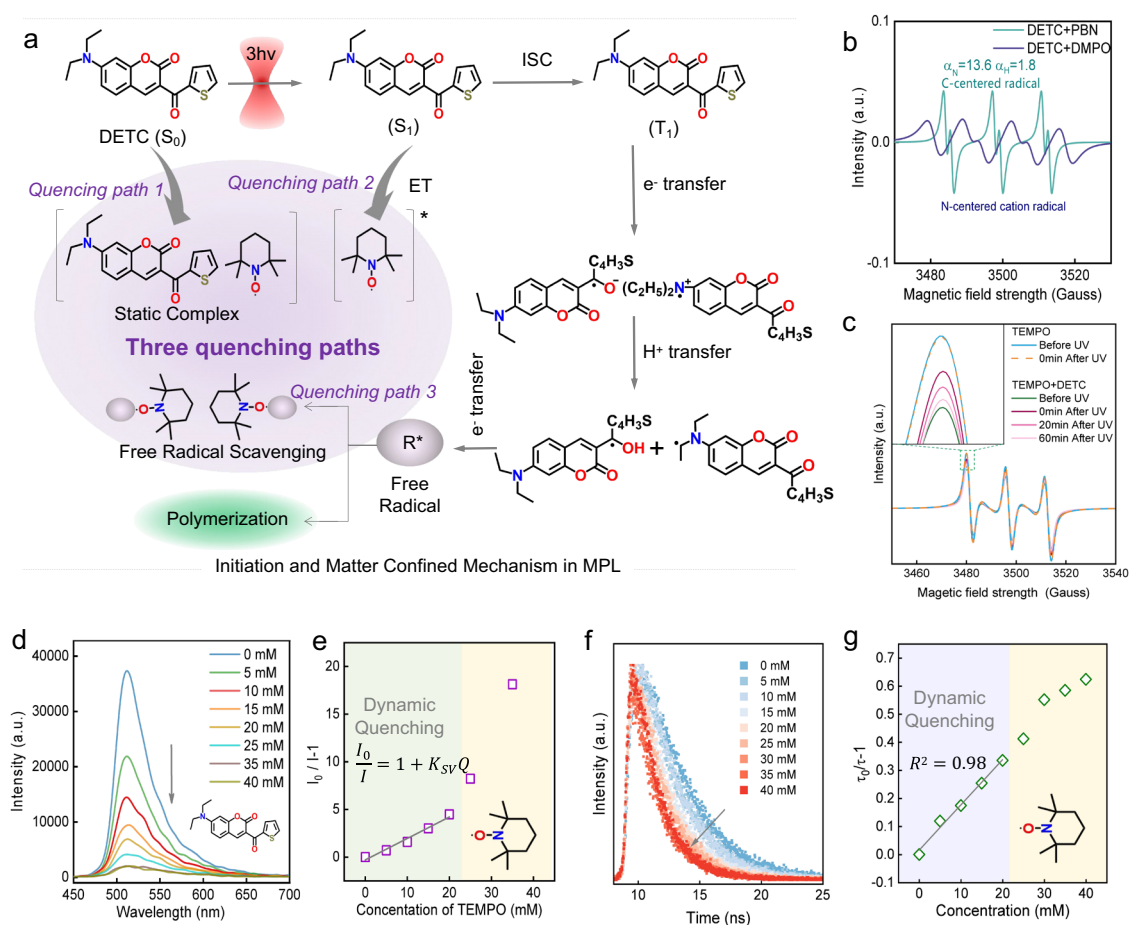 a
3hν
ISC
DETC (S0)
(S1)
(T1)
Quencing path 1
Quenching path 2
ET
*
e- transfer
Static Complex
Three quenching paths
C4H3S
(C2H5)2N
C4H3S
H+ transfer
Quenching path 3
e- transfer
Free Radical Scavenging
R*
Free
Radical
C4H3S
OH
+
C4H3S
Polymerization
Initiation and Matter Confined Mechanism in MPL
b
DETC+PBN
DETC+DMPO
αN=13.6 αH=1.8
C-centered radical
N-centered cation radical
Intensity (a.u.)
0.1
0.0
-0.1
3480 3500 3520
Magnetic field strength (Gauss)
c
TEMPO
Before UV
0min After UV
TEMPO+DETC
Before UV
0min After UV
20min After UV
60min After UV
Intensity (a.u.)
3460 3480 3500 3520 3540
Magetic field strength (Gauss)
d
Intensity (a.u.)
40000
30000
20000
10000
0
0 mM
5 mM
10 mM
15 mM
20 mM
25 mM
35 mM
40 mM
450 500 550 600 650 700
Wavelength (nm)
e
I0 / I-1
20
15
10
5
0
Dynamic
Quenching
I0/I = 1 + KSVQ
0 10 20 30 40
Concentation of TEMPO (mM)
f
Intensity (a.u.)
0 mM
5 mM
10 mM
15 mM
20 mM
25 mM
30 mM
35 mM
40 mM
10 15 20 25
Time (ns)
g
τ0/τ-1
0.7
0.6
0.5
0.4
0.3
0.2
0.1
0.0
-0.1
Dynamic
Quenching
R² = 0.98
0 10 20 30 40
Concentration (mM)